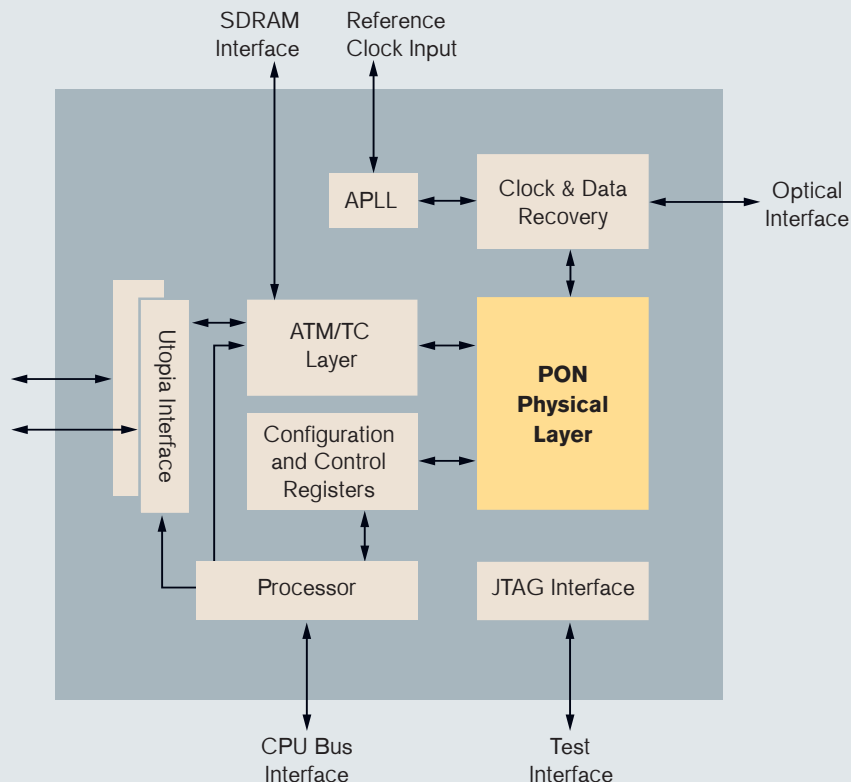 SDRAM
Interface
Reference
Clock Input
APLL
Clock & Data
Recovery
Optical
Interface
Utopia Interface
ATM/TC
Layer
PON
Physical
Layer
Configuration
and Control
Registers
Processor
JTAG Interface
CPU Bus
Interface
Test
Interface